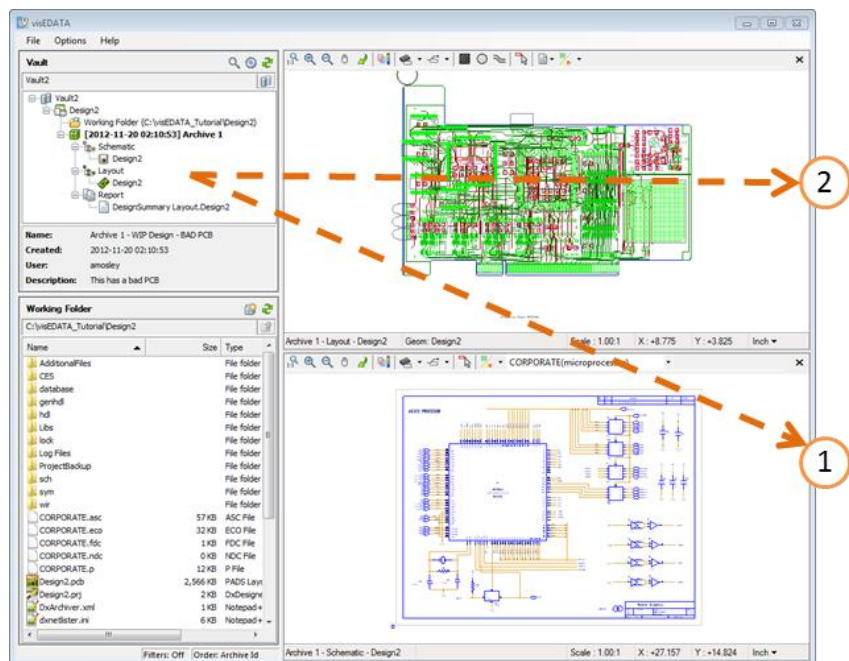 visEDATA
File Options Help
Vault
Vault2
Vault2
Design2
Working Folder (C:\visEDATA_Tutorial\Design2)
[2012-11-20 02:10:53] Archive 1
Schematic
Design2
Layout
Design2
Report
DesignSummary Layout.Design2
Name: Archive 1 - WIP Design - BAD PCB
Created: 2012-11-20 02:10:53
User: amosley
Description: This has a bad PCB
Working Folder
C:\visEDATA_Tutorial\Design2
Name Size Type
AdditionalFiles File folder
CES File folder
database File folder
genhdl File folder
hdl File folder
Libs File folder
lock File folder
Log Files File folder
ProjectBackup File folder
sch File folder
sym File folder
wir File folder
CORPORATE.asc 57 KB ASC File
CORPORATE.eco 32 KB ECO File
CORPORATE.fdc 1 KB FDC File
CORPORATE.ndc 0 KB NDC File
CORPORATE.p 12 KB P File
Design2.pcb 2,566 KB PADS Layo
Design2.prj 2 KB DxDesigne
DxArchiver.xml 1 KB Notepad+
dxnetlister.ini 6 KB Notepad+
Filters: Off Order: Archive Id
2
Archive 1 - Layout - Design2 Geom: Design2 Scale : 1.00:1 X : +8.775 Y : +3.825 Inch
CORPORATE(microprocessor)
1
Archive 1 - Schematic - Design2 Scale : 1.00:1 X : +27.157 Y : +14.824 Inch